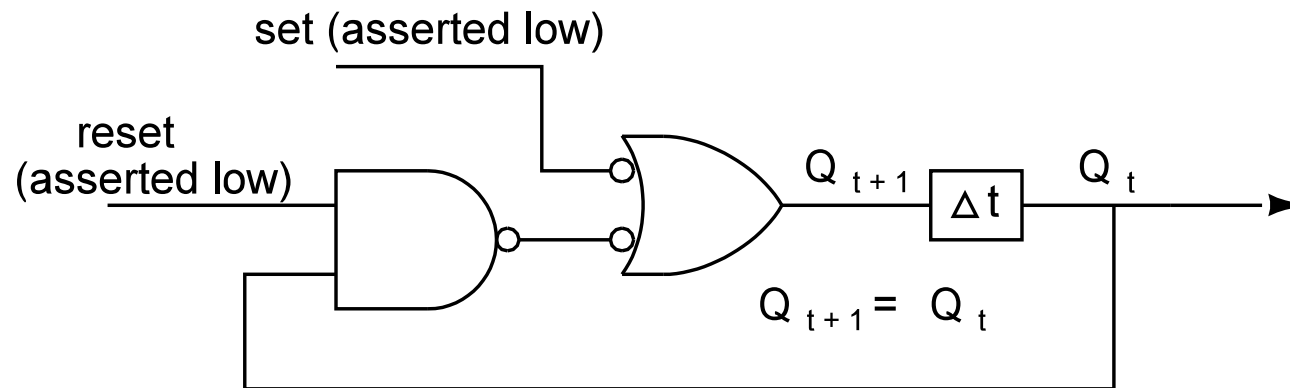 set (asserted low)
reset
(asserted low)
Q t + 1
Δ t
Q t
Q t + 1 = Q t